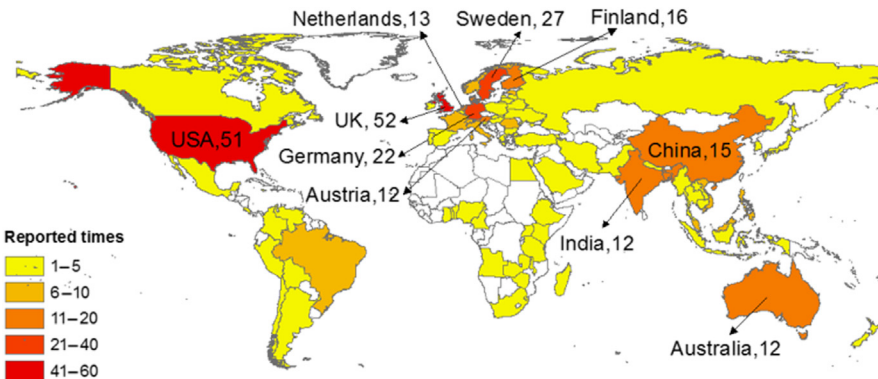 Netherlands,13
Sweden, 27
Finland, 16
UK, 52
USA, 51
Germany, 22
China, 15
Austria, 12
India, 12
Australia, 12
Reported times
1–5
6–10
11–20
21–40
41–60